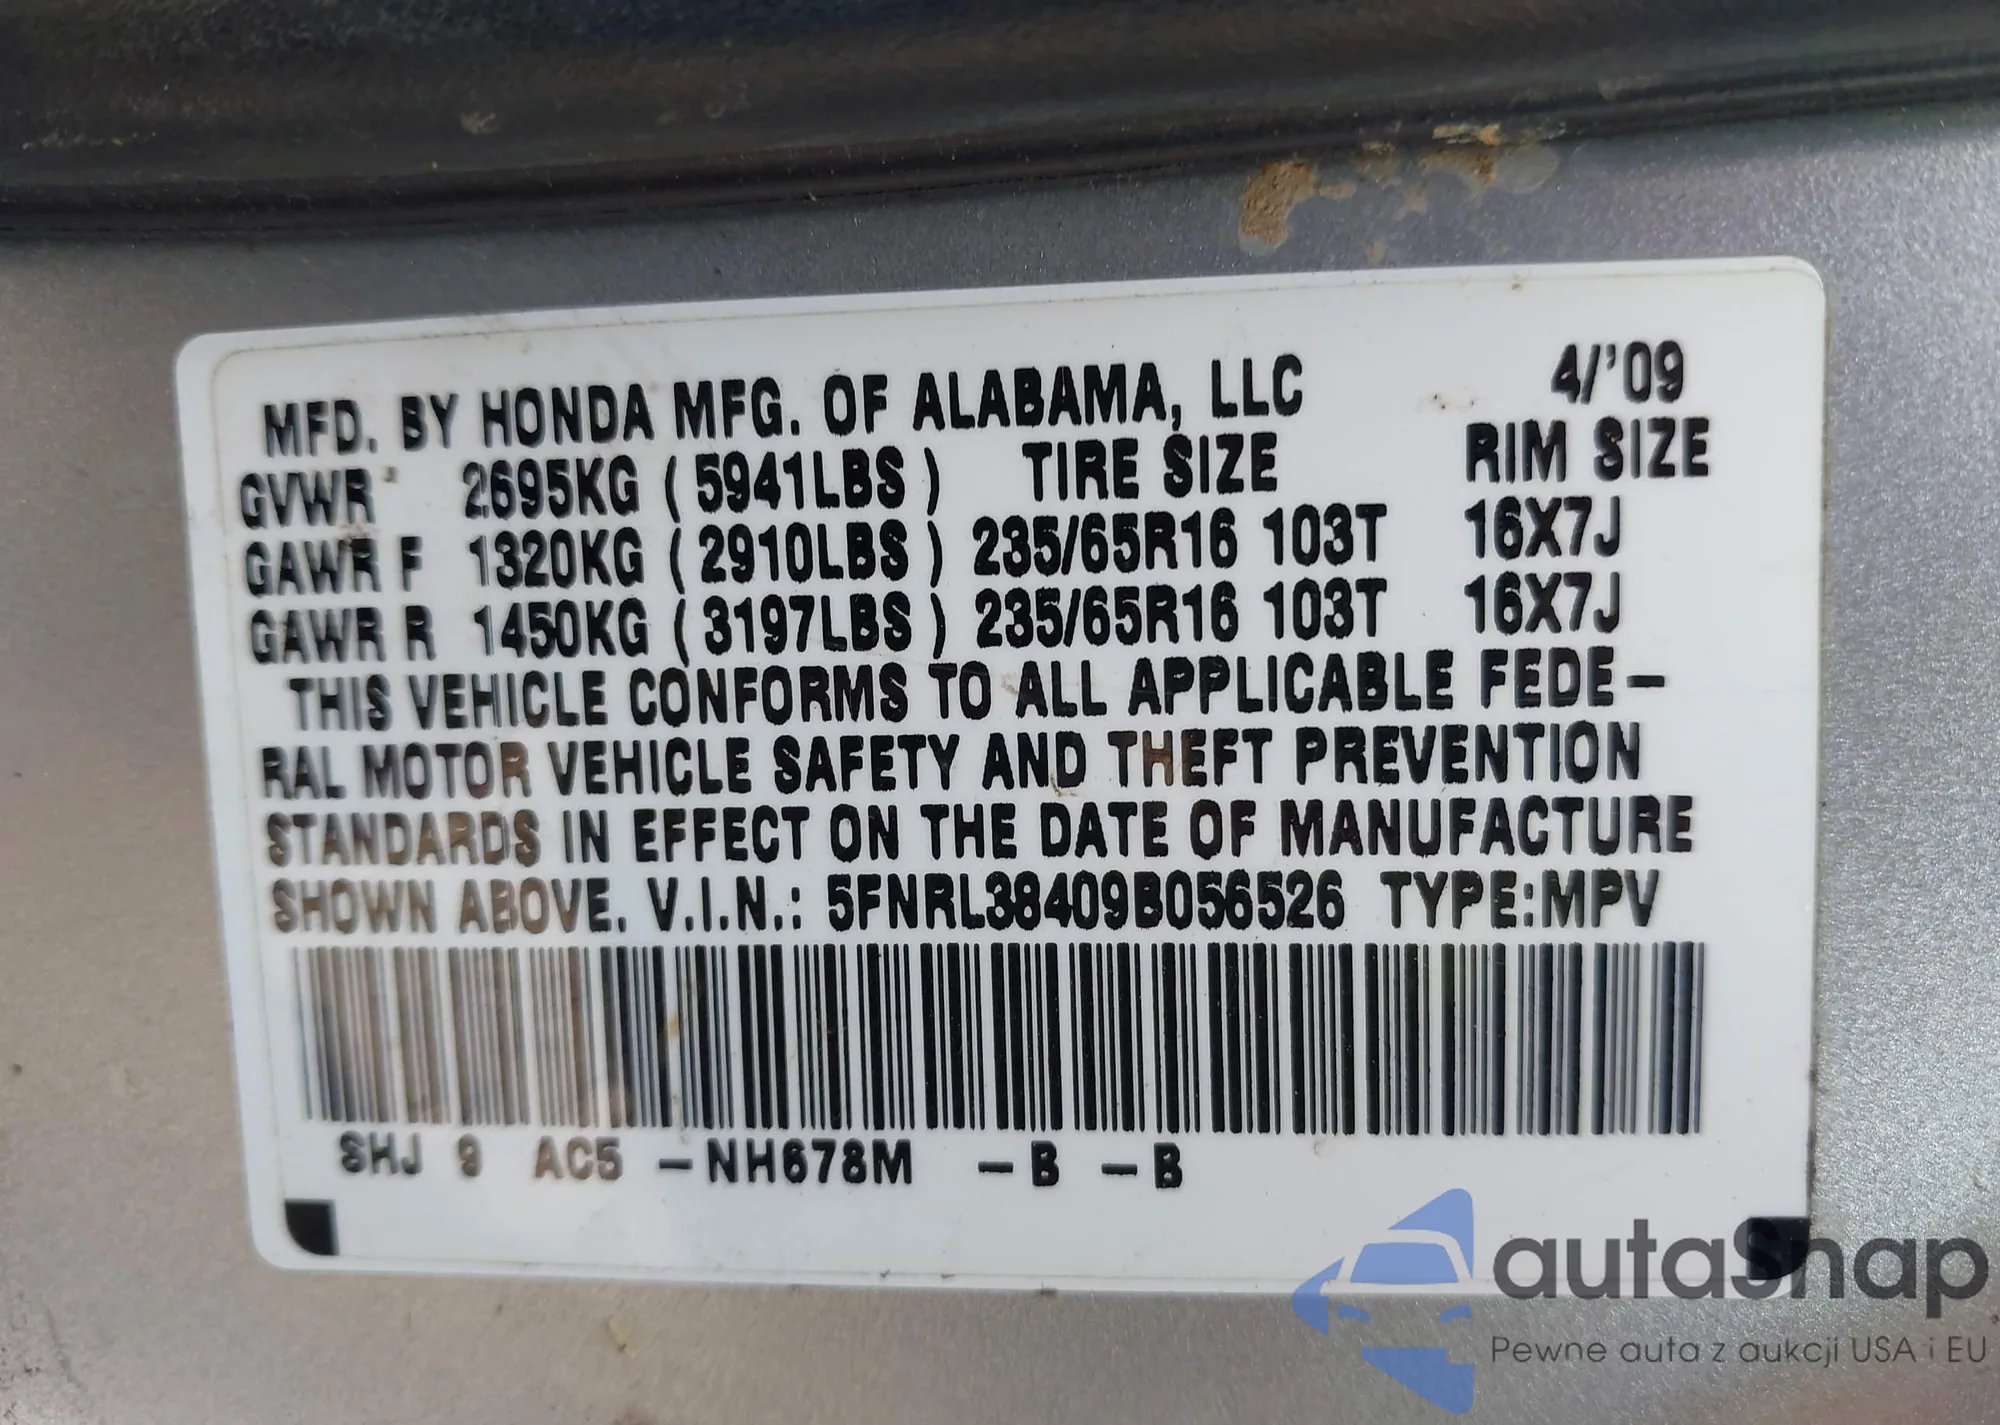 MFD. BY HONDA MFG. OF ALABAMA, LLC 4/'09
GVWR 2695KG ( 5941LBS ) TIRE SIZE RIM SIZE
GAWR F 1320KG ( 2910LBS ) 235/65R16 103T 16X7J
GAWR R 1450KG ( 3197LBS ) 235/65R16 103T 16X7J
THIS VEHICLE CONFORMS TO ALL APPLICABLE FEDE-
RAL MOTOR VEHICLE SAFETY AND THEFT PREVENTION
STANDARDS IN EFFECT ON THE DATE OF MANUFACTURE
SHOWN ABOVE. V.I.N.: 5FNRL38409B056526 TYPE:MPV
SHJ 9 AC5 -NH678M -B -B
autaSnap
Pewne auta z aukcji USA i EU